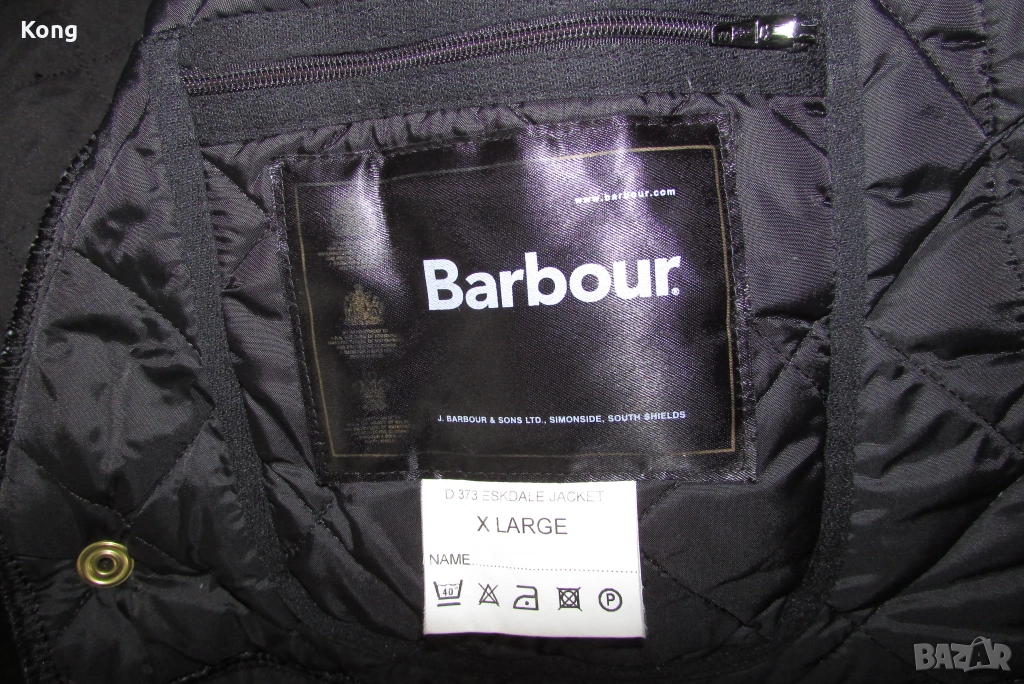 Kong
www.barbour.com
Barbour.
J. BARBOUR & SONS LTD., SIMONSIDE, SOUTH SHIELDS
D 373 ESKDALE JACKET
X LARGE
NAME
40°
P
BAZAR